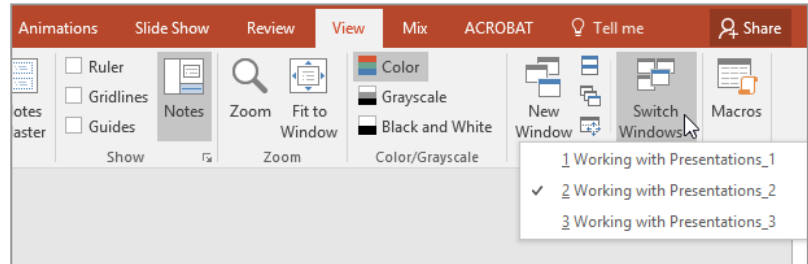 Animations Slide Show Review View Mix ACROBAT Tell me Share
Ruler
Gridlines
Guides
otes
aster
Notes
Zoom
Fit to
Window
Color
Grayscale
Black and White
New
Window
Switch
Windows
Macros
Show Zoom Color/Grayscale
1 Working with Presentations_1
2 Working with Presentations_2
3 Working with Presentations_3